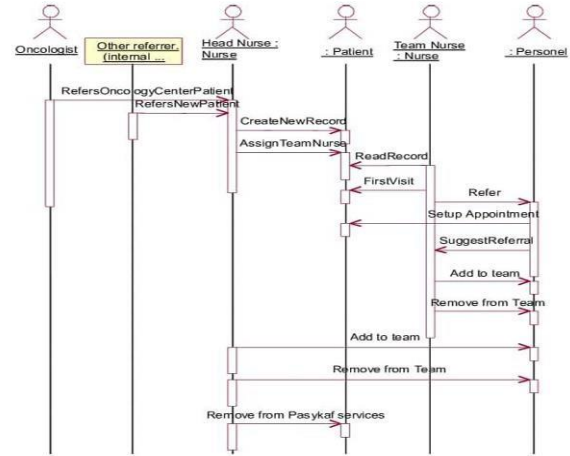 Oncologist
Other referrer.
(internal ...
Head Nurse :
Nurse
: Patient
Team Nurse
: Nurse
: Personel
RefersOncologyCenterPatient
RefersNewPatient
CreateNewRecord
AssignTeamNurse
ReadRecord
FirstVisit
Refer
Setup Appointment
SuggestReferral
Add to team
Remove from Team
Add to team
Remove from Team
Remove from Pasykaf services